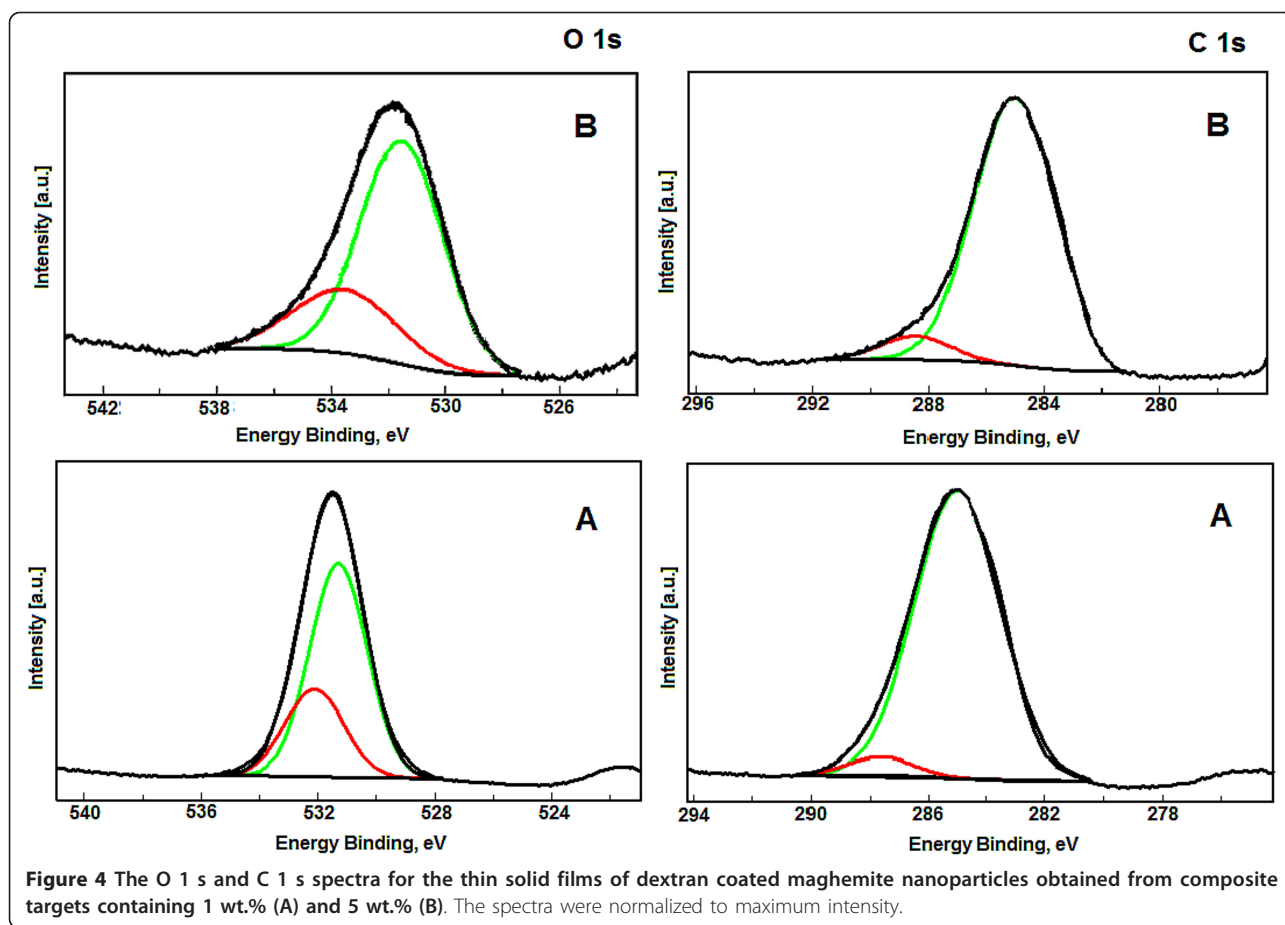 O 1s
C 1s
B
Intensity [a.u.]
542: 538 534 530 526
Energy Binding, eV
B
Intensity [a.u.]
296 292 288 284 280
Energy Binding, eV
A
Intensity [a.u.]
540 536 532 528 524
Energy Binding, eV
A
Intensity [a.u.]
294 290 286 282 278
Energy Binding, eV
Figure 4 The O 1 s and C 1 s spectra for the thin solid films of dextran coated maghemite nanoparticles obtained from composite
targets containing 1 wt.% (A) and 5 wt.% (B). The spectra were normalized to maximum intensity.